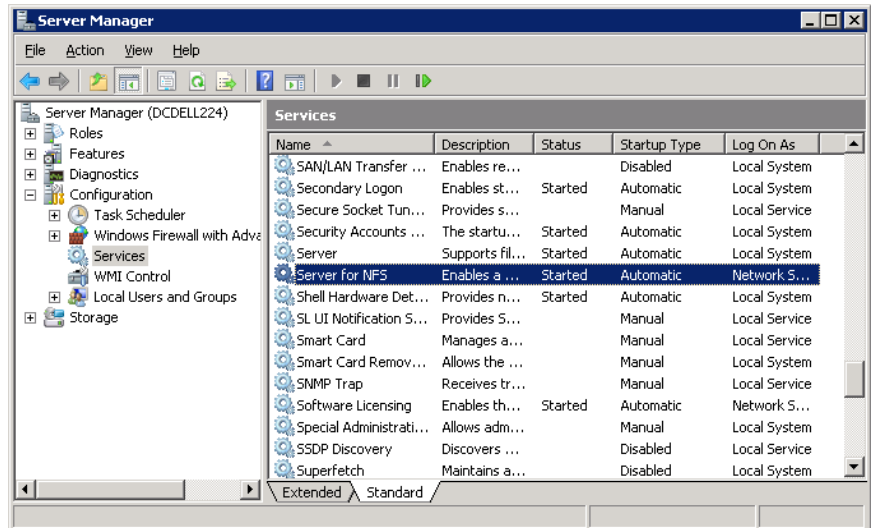 Server Manager
File Action View Help
Server Manager (DCDELL224)
Roles
Features
Diagnostics
Configuration
Task Scheduler
Windows Firewall with Adva
Services
WMI Control
Local Users and Groups
Storage
Services
Name Description Status Startup Type Log On As
SAN/LAN Transfer ... Enables re... Disabled Local System
Secondary Logon Enables st... Started Automatic Local System
Secure Socket Tun... Provides s... Manual Local Service
Security Accounts ... The startu... Started Automatic Local System
Server Supports fil... Started Automatic Local System
Server for NFS Enables a ... Started Automatic Network S...
Shell Hardware Det... Provides n... Started Automatic Local System
SL UI Notification S... Provides S... Manual Local Service
Smart Card Manages a... Manual Local Service
Smart Card Remov... Allows the ... Manual Local System
SNMP Trap Receives tr... Manual Local Service
Software Licensing Enables th... Started Automatic Network S...
Special Administrati... Allows adm... Manual Local System
SSDP Discovery Discovers ... Disabled Local Service
Superfetch Maintains a... Disabled Local System
Extended Standard